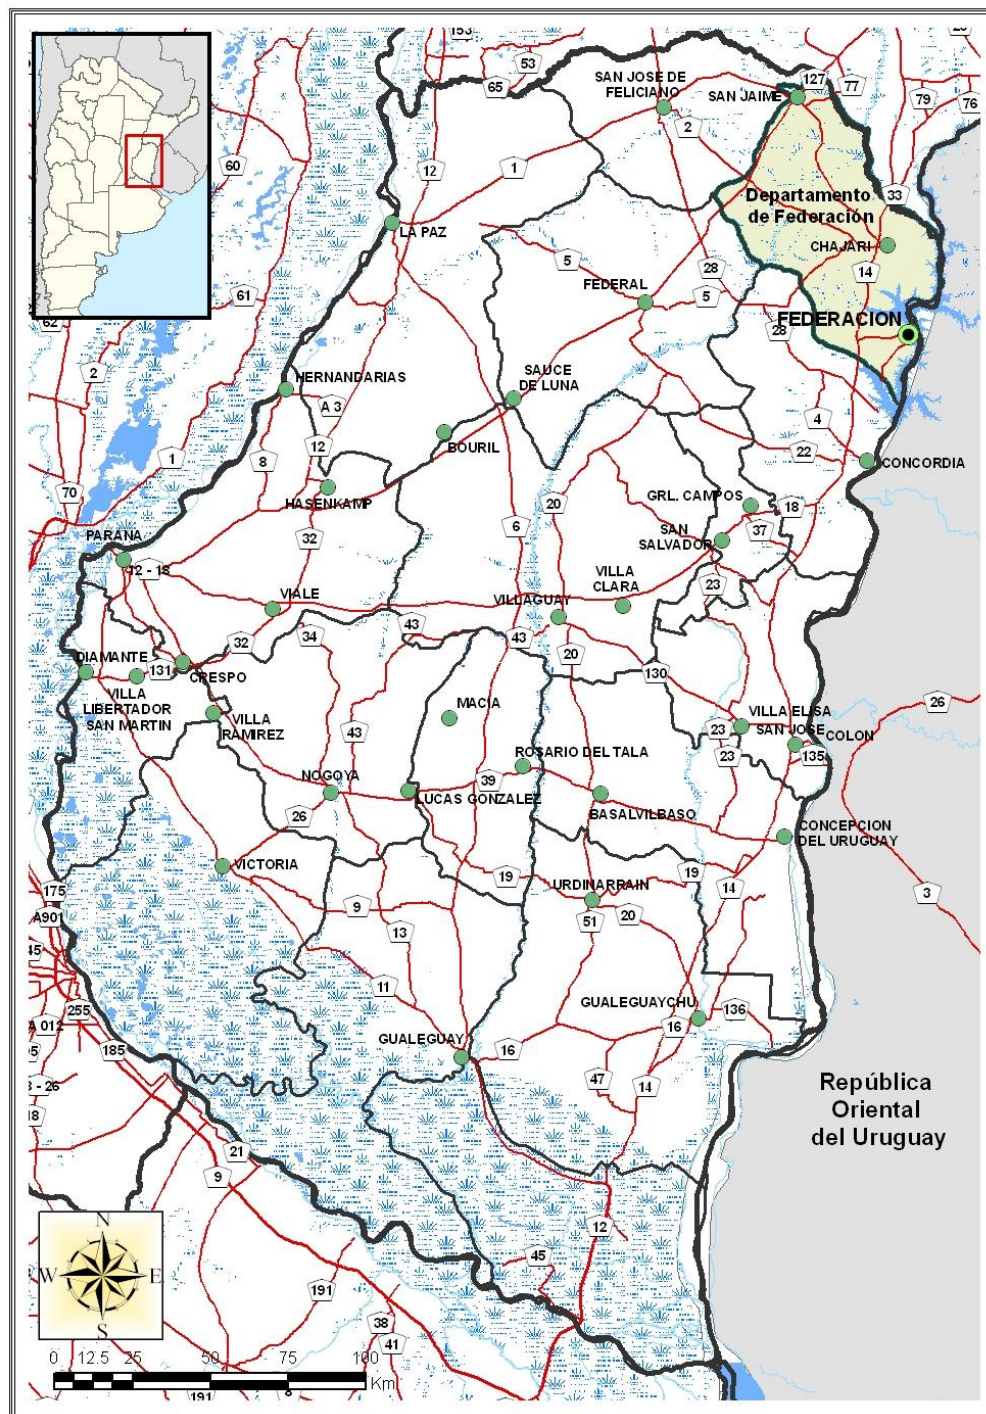 153
53
65
127
77
79
76
SAN JOSE DE
FELICIANO
SAN JAIME
2
60
12
1
33
Departamento
de Federación
LA PAZ
CHAJARI
5
28
14
FEDERAL
5
61
62
FEDERACION
28
2
HERNANDARIAS
SAUCE
DE LUNA
A 3
4
12
BOURIL
22
1
8
CONCORDIA
70
HASENKAMP
GRL. CAMPOS
20
18
6
PARANA
32
SAN
SALVADOR
37
12 - 18
VILLA
CLARA
23
VIALE
VILLAGUAY
34
43
43
32
20
DIAMANTE
131
CRESPO
130
VILLA
LIBERTADOR
SAN MARTIN
VILLA
RAMIREZ
MACIA
VILLA ELISA
26
43
23
SAN JOSE
COLON
ROSARIO DEL TALA
23
135
NOGOYA
39
LUCAS GONZALEZ
BASALVILBASO
26
CONCEPCION
DEL URUGUAY
VICTORIA
19
19
175
URDINARRAIN
14
3
A901
9
51
20
13
45
11
255
GUALEGUAYCHU
136
A 012
16
GUALEGUAY
16
185
47
14
República
Oriental
del Uruguay
21
9
N
12
W
E
45
S
191
38
0
12.5
25
50
75
100
41
Km
191